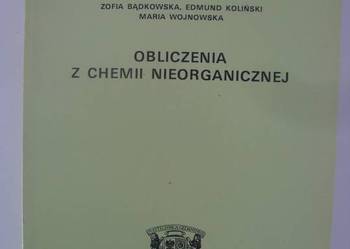 ZOFIA BĄDKOWSKA, EDMUND KOLIŃSKI
MARIA WOJNOWSKA
OBLICZENIA
Z CHEMII NIEORGANICZNEJ